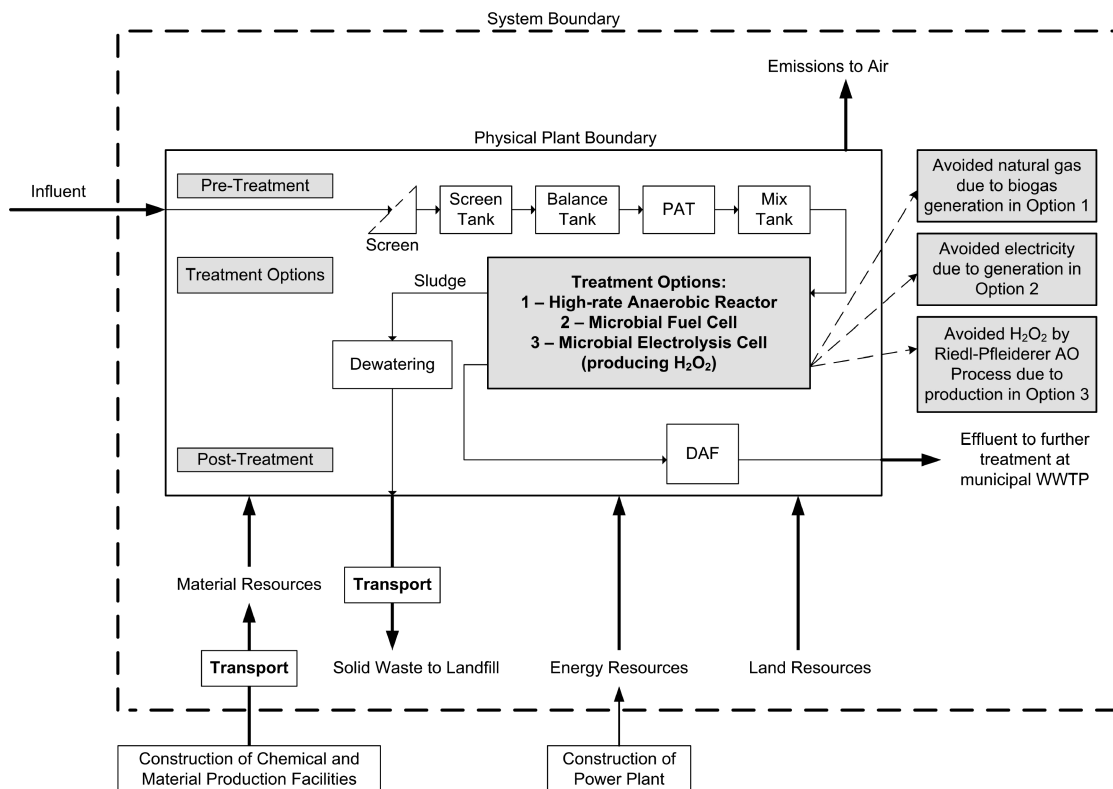 System Boundary
Emissions to Air
Physical Plant Boundary
Influent
Pre-Treatment
Screen
Screen
Tank
Balance
Tank
PAT
Mix
Tank
Avoided natural gas
due to biogas
generation in Option 1
Treatment Options
Sludge
Treatment Options:
1 – High-rate Anaerobic Reactor
2 – Microbial Fuel Cell
3 – Microbial Electrolysis Cell
(producing H₂O₂)
Avoided electricity
due to generation in
Option 2
Dewatering
Avoided H₂O₂ by
Riedl-Pfleiderer AO
Process due to
production in Option 3
Post-Treatment
DAF
Effluent to further
treatment at
municipal WWTP
Material Resources
Transport
Transport
Solid Waste to Landfill
Energy Resources
Land Resources
Construction of Chemical and
Material Production Facilities
Construction of
Power Plant